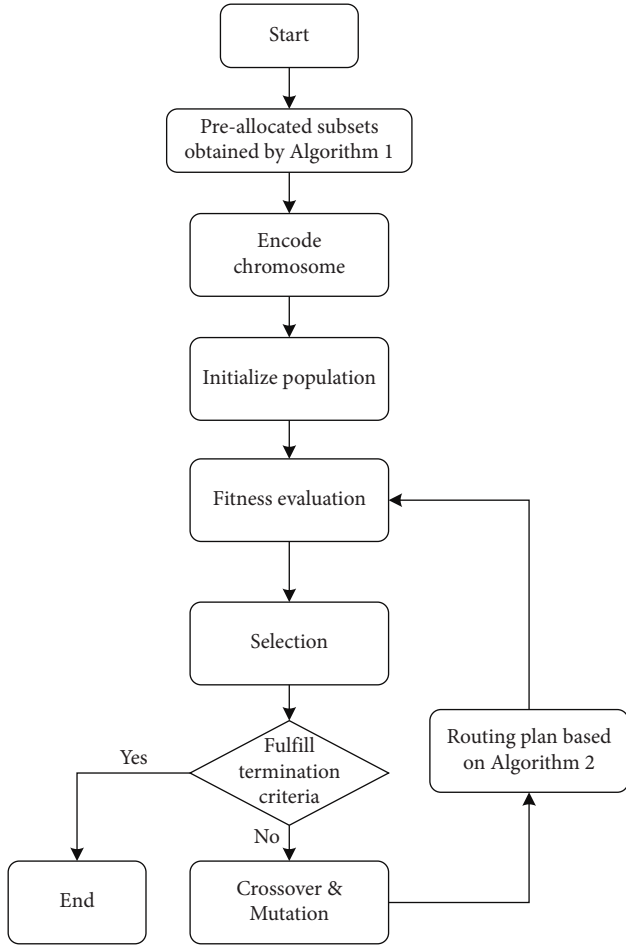 Start
Pre-allocated subsets
obtained by Algorithm 1
Encode
chromosome
Initialize population
Fitness evaluation
Selection
Fulfill
termination
criteria
Yes
No
Routing plan based
on Algorithm 2
End
Crossover &
Mutation